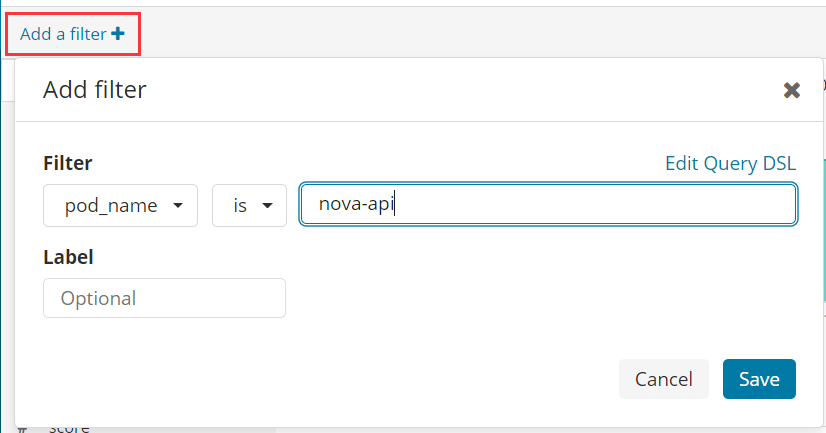 Add a filter +
Add filter ✖
Filter Edit Query DSL
pod_name is nova-api
Label
Optional
Cancel Save
# score